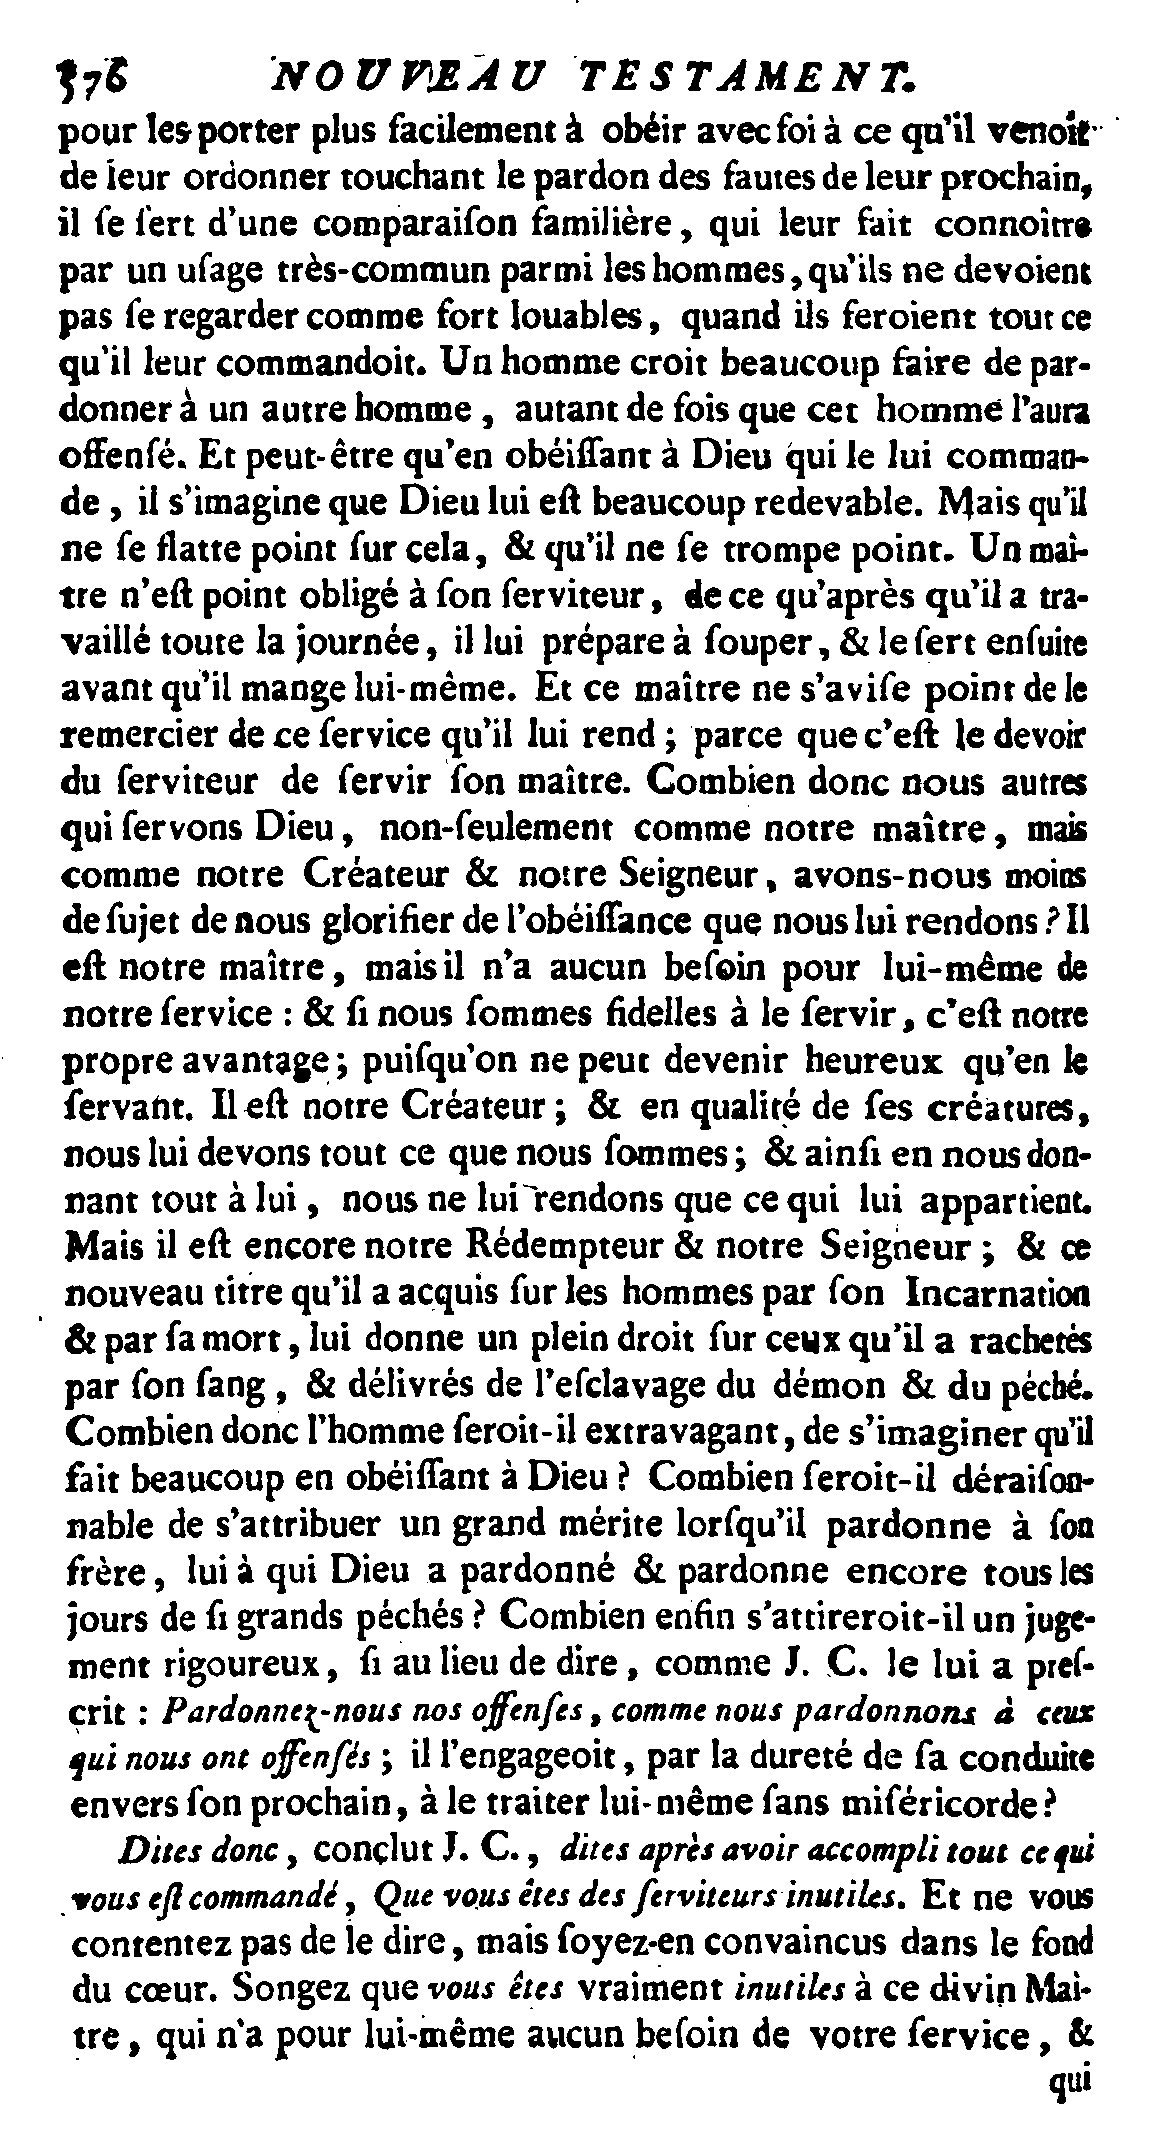 376 NOUVEAU TESTAMENT.
pour les porter plus facilement à obéir avec foi à ce qu'il venoit
de leur ordonner touchant le pardon des fautes de leur prochain,
il ſe ſert d'une comparaiſon familière, qui leur fait connoître
par un uſage très-commun parmi les hommes, qu'ils ne devoient
pas ſe regarder comme fort louables, quand ils feroient tout ce
qu'il leur commandoit. Un homme croit beaucoup faire de par-
donner à un autre homme, autant de fois que cet homme l'aura
offenſé. Et peut-être qu'en obéiſſant à Dieu qui le lui comman-
de, il s'imagine que Dieu lui eſt beaucoup redevable. Mais qu'il
ne ſe flatte point ſur cela, & qu'il ne ſe trompe point. Un maî-
tre n'eſt point obligé à ſon ſerviteur, de ce qu'après qu'il a tra-
vaillé toute la journée, il lui prépare à ſouper, & le ſert enſuite
avant qu'il mange lui-même. Et ce maître ne s'aviſe point de le
remercier de ce ſervice qu'il lui rend; parce que c'eſt le devoir
du ſerviteur de ſervir ſon maître. Combien donc nous autres
qui ſervons Dieu, non-ſeulement comme notre maître, mais
comme notre Créateur & notre Seigneur, avons-nous moins
de ſujet de nous glorifier de l'obéiſſance que nous lui rendons? Il
eſt notre maître, mais il n'a aucun beſoin pour lui-même de
notre ſervice : & ſi nous ſommes fidelles à le ſervir, c'eſt notre
propre avantage; puiſqu'on ne peut devenir heureux qu'en le
ſervant. Il eſt notre Créateur; & en qualité de ſes créatures,
nous lui devons tout ce que nous ſommes; & ainſi en nous don-
nant tout à lui, nous ne lui rendons que ce qui lui appartient.
Mais il eſt encore notre Rédempteur & notre Seigneur; & ce
nouveau titre qu'il a acquis ſur les hommes par ſon Incarnation
& par ſa mort, lui donne un plein droit ſur ceux qu'il a rachetés
par ſon ſang, & délivrés de l'eſclavage du démon & du péché.
Combien donc l'homme ſeroit-il extravagant, de s'imaginer qu'il
fait beaucoup en obéiſſant à Dieu? Combien ſeroit-il déraiſon-
nable de s'attribuer un grand mérite lorſqu'il pardonne à ſon
frère, lui à qui Dieu a pardonné & pardonne encore tous les
jours de ſi grands péchés? Combien enfin s'attireroit-il un juge-
ment rigoureux, ſi au lieu de dire, comme J. C. le lui a preſ-
crit : Pardonnez-nous nos offenſes, comme nous pardonnons à ceux
qui nous ont offenſés; il l'engageoit, par la dureté de ſa conduite
envers ſon prochain, à le traiter lui-même ſans miſéricorde?
Dites donc, conclut J. C., dites après avoir accompli tout ce qui
vous eſt commandé, Que vous êtes des ſerviteurs inutiles. Et ne vous
contentez pas de le dire, mais ſoyez-en convaincus dans le fond
du cœur. Songez que vous êtes vraiment inutiles à ce divin Maî-
tre, qui n'a pour lui-même aucun beſoin de votre ſervice, &
qui